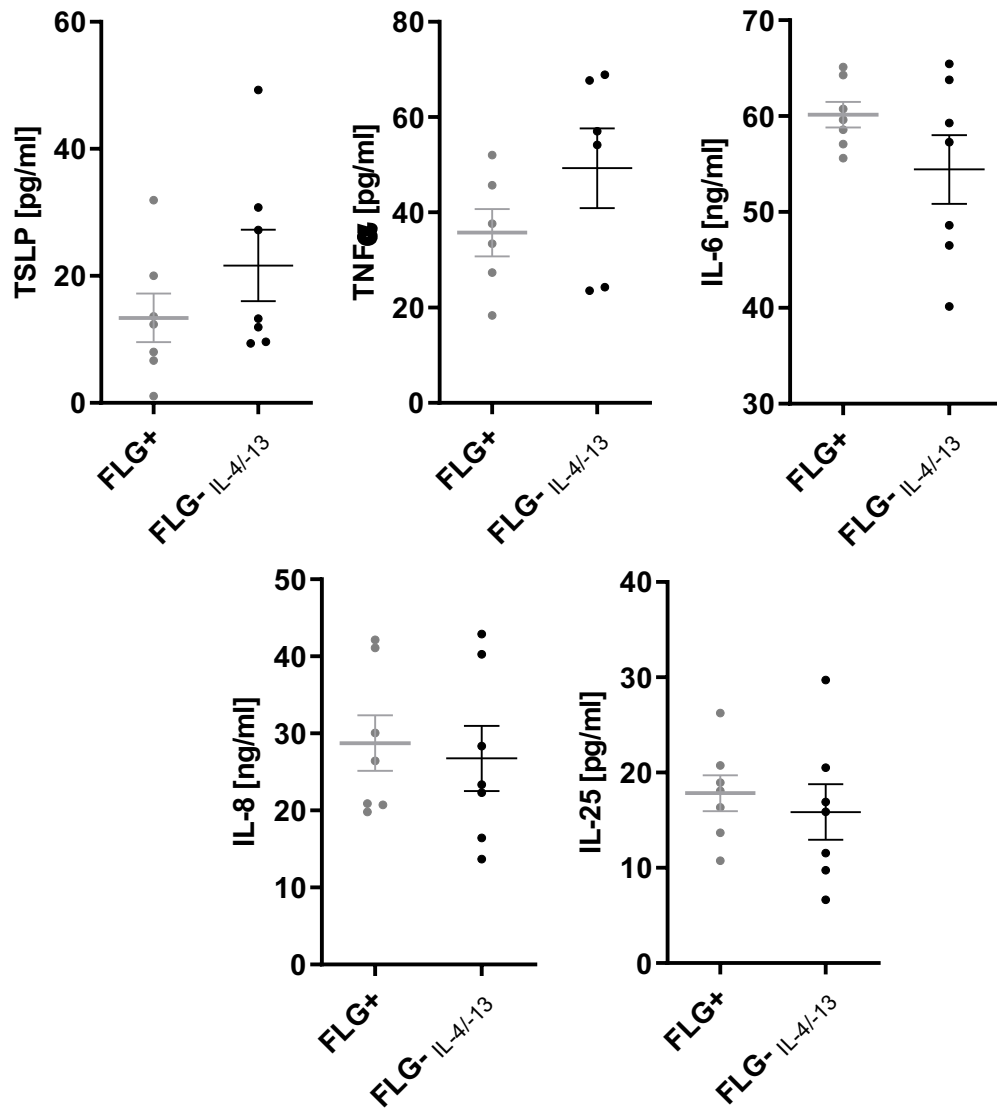 TSLP [pg/ml]
60
40
20
0
FLG+
FLG- IL-4/-13
TNFα [pg/ml]
80
60
40
20
0
FLG+
FLG- IL-4/-13
IL-6 [ng/ml]
70
60
50
40
30
FLG+
FLG- IL-4/-13
IL-8 [ng/ml]
50
40
30
20
10
0
FLG+
FLG- IL-4/-13
IL-25 [pg/ml]
40
30
20
10
0
FLG+
FLG- IL-4/-13